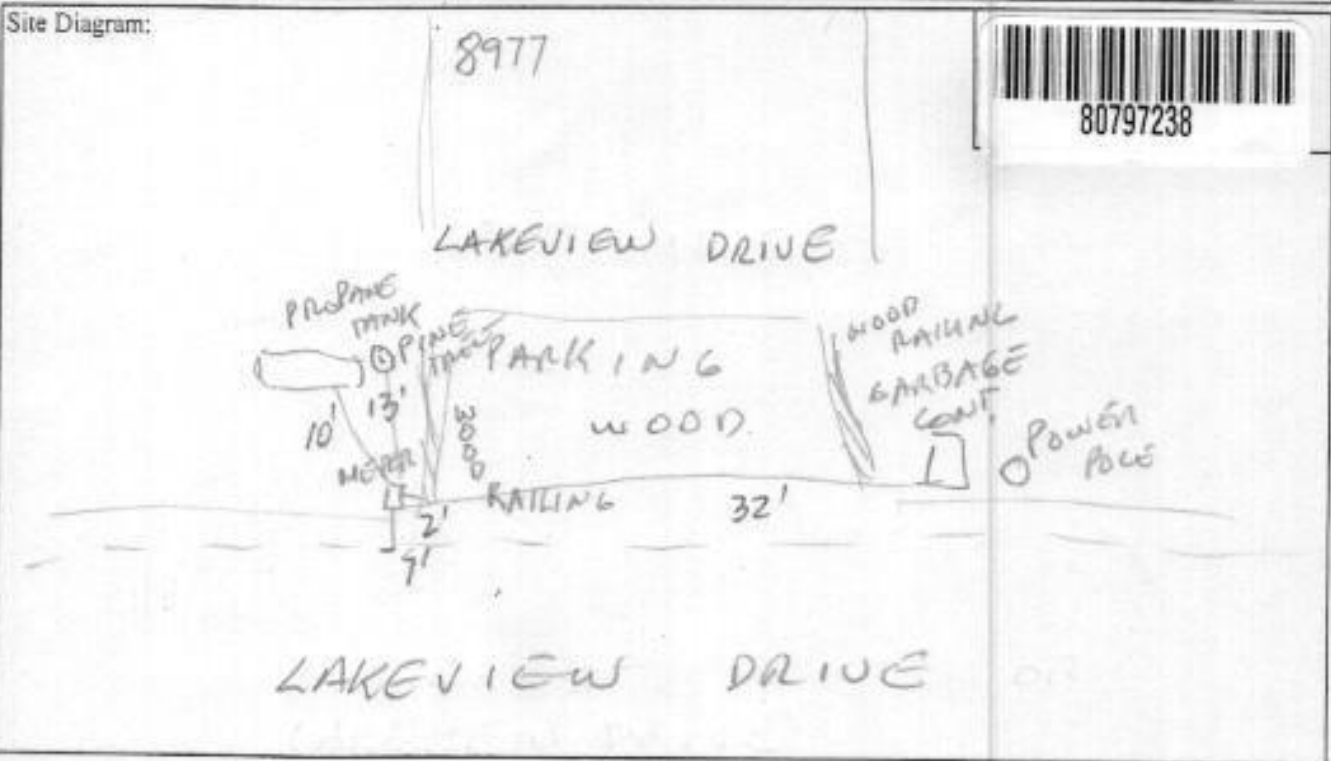 Site Diagram:
8977
80797238
LAKEVIEW DRIVE
PROPANE
TANK
PINE
TREE
PARKING
WOOD
WOOD
WOOD
RAILING
GARBAGE
CONT.
POWER
POLE
10'
13'
METER
2'
RAILING
32'
LAKEVIEW DRIVE